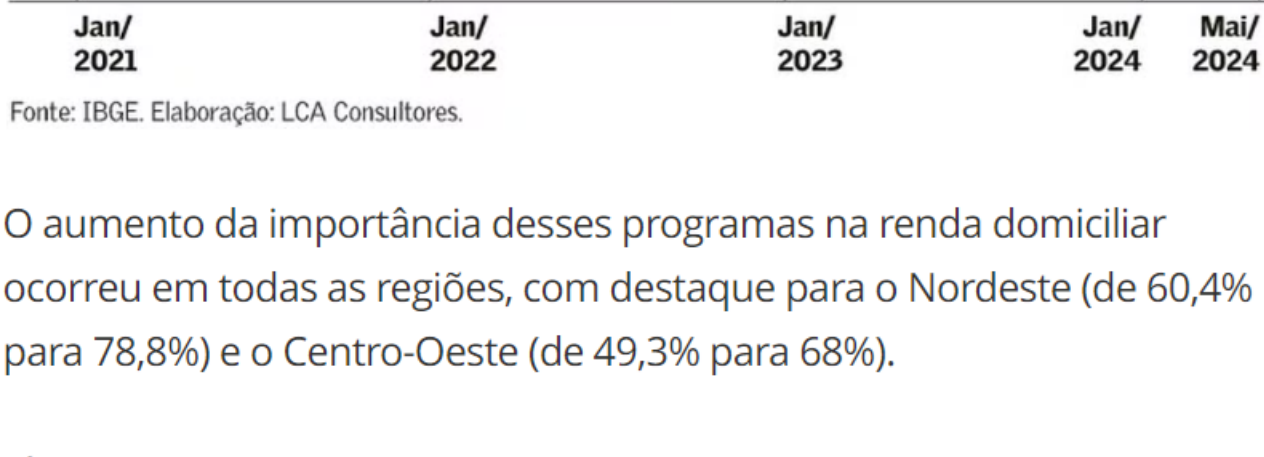 Jan/ Jan/ Jan/ Jan/ Mai/
2021 2022 2023 2024 2024
Fonte: IBGE. Elaboração: LCA Consultores.
O aumento da importância desses programas na renda domiciliar
ocorreu em todas as regiões, com destaque para o Nordeste (de 60,4%
para 78,8%) e o Centro-Oeste (de 49,3% para 68%).